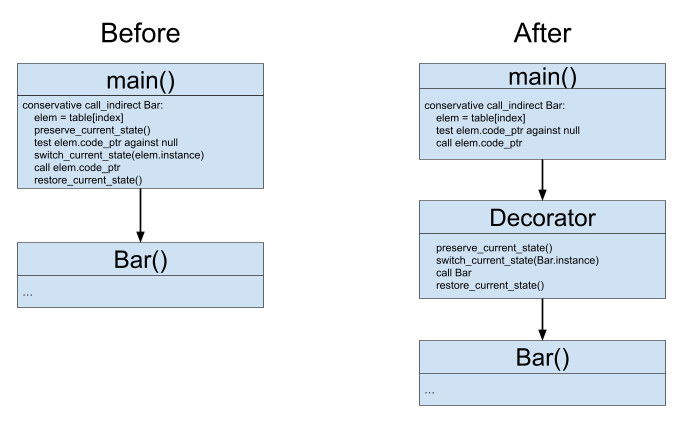 Before
main()
conservative call_indirect Bar:
elem = table[index]
preserve_current_state()
test elem.code_ptr against null
switch_current_state(elem.instance)
call elem.code_ptr
restore_current_state()
Bar()
...
After
main()
conservative call_indirect Bar:
elem = table[index]
test elem.code_ptr against null
call elem.code_ptr
Decorator
preserve_current_state()
switch_current_state(Bar.instance)
call Bar
restore_current_state()
Bar()
...